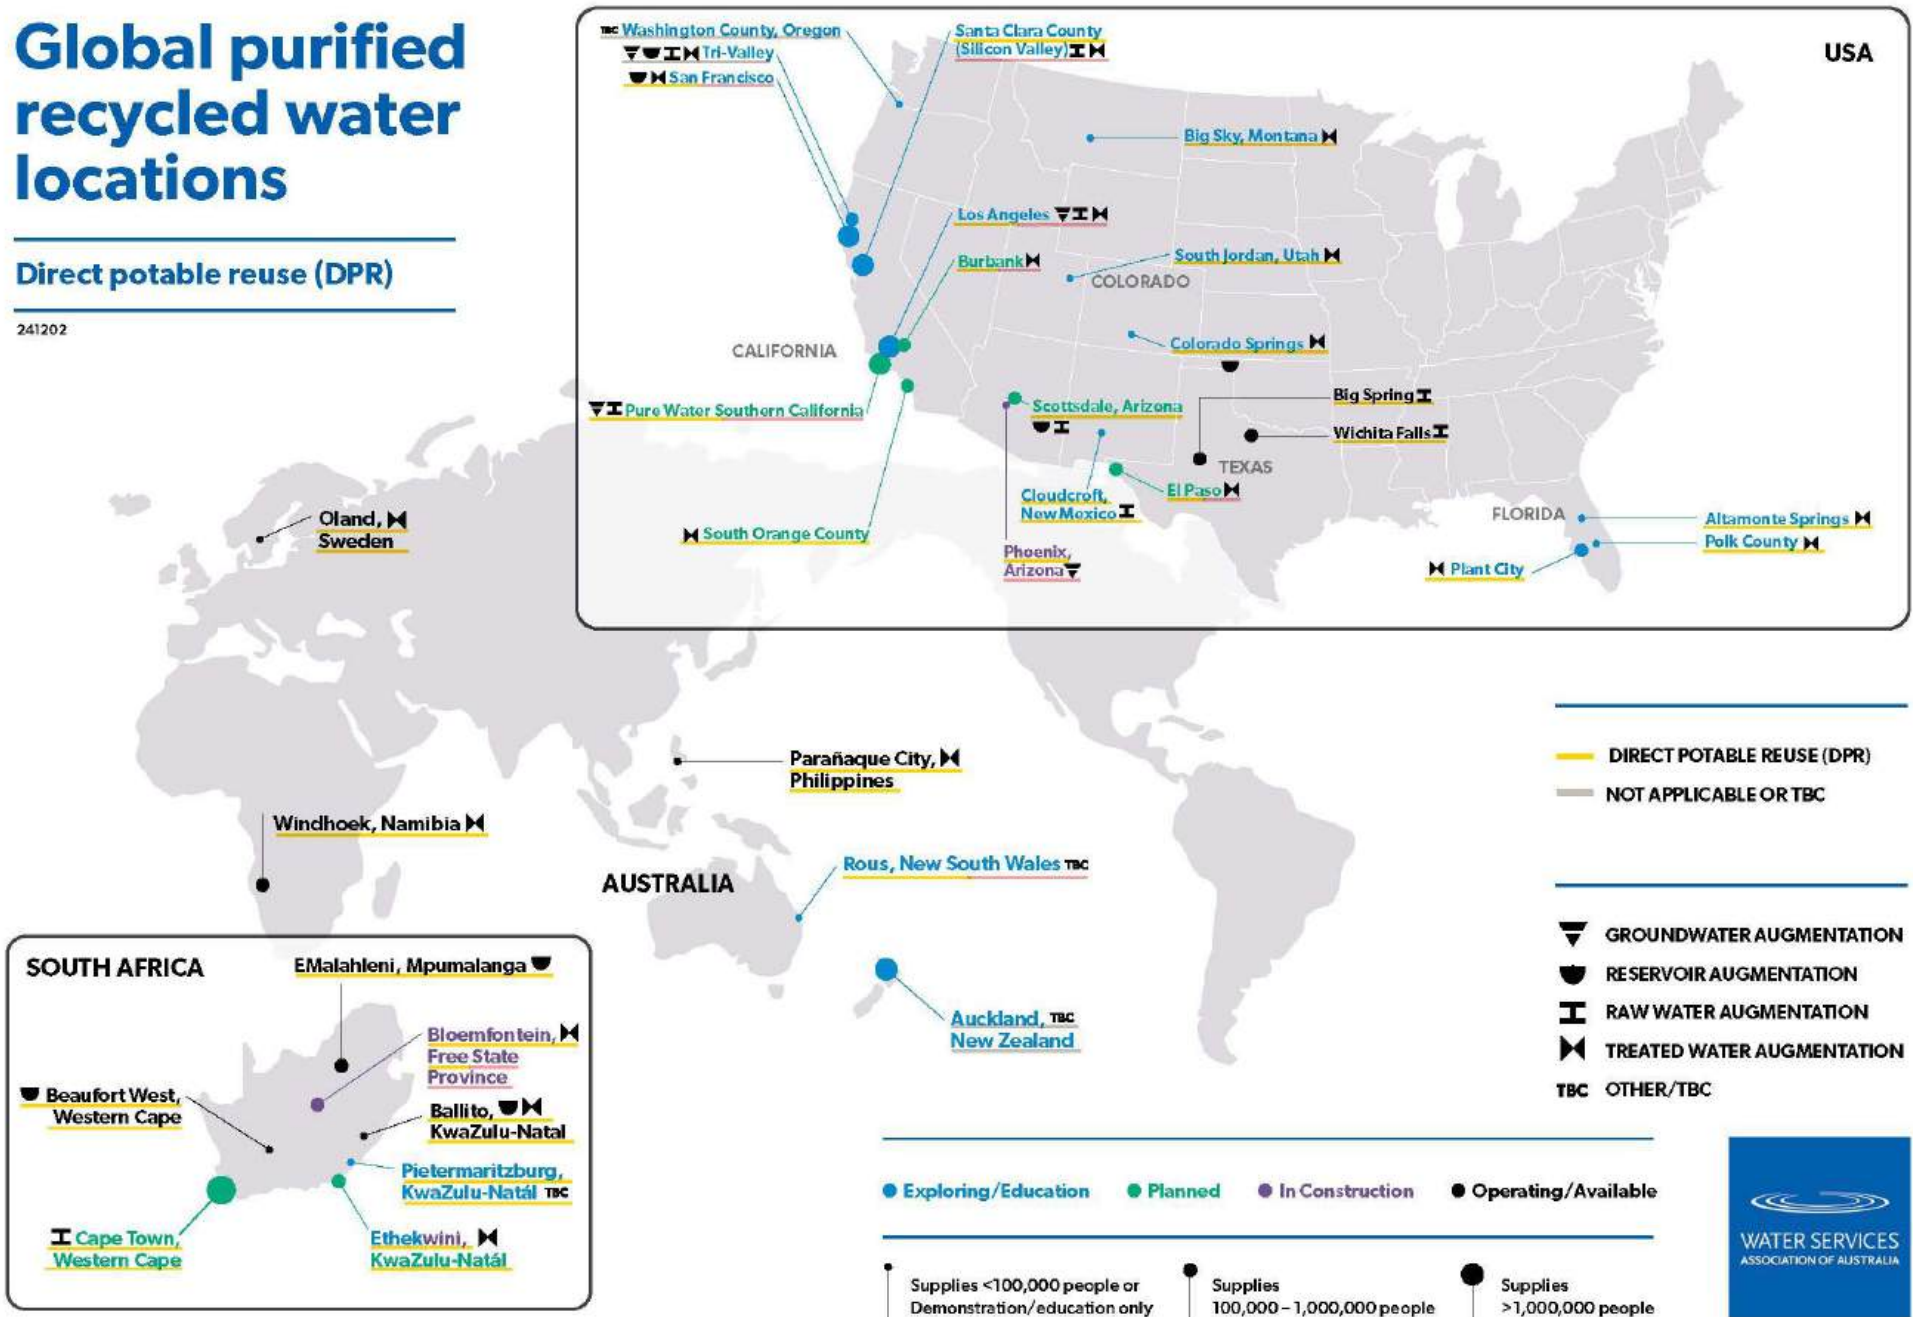 Global purified
recycled water
locations
Direct potable reuse (DPR)
241202
USA
TBC Washington County, Oregon
Tri-Valley
San Francisco
Santa Clara County
(Silicon Valley)
Big Sky, Montana
Los Angeles
Burbank
South Jordan, Utah
COLORADO
Colorado Springs
CALIFORNIA
Pure Water Southern California
Scottsdale, Arizona
Big Spring
Wichita Falls
TEXAS
El Paso
Cloudcroft,
New Mexico
South Orange County
Phoenix,
Arizona
FLORIDA
Altamonte Springs
Polk County
Plant City
Oland,
Sweden
Parañaque City,
Philippines
Windhoek, Namibia
AUSTRALIA
Rous, New South Wales TBC
Auckland, TBC
New Zealand
SOUTH AFRICA
EMalahleni, Mpumalanga
Bloemfontein,
Free State
Province
Beaufort West,
Western Cape
Ballito,
KwaZulu-Natal
Pietermaritzburg,
KwaZulu-Natál TBC
Cape Town,
Western Cape
Ethekwini,
KwaZulu-Natál
DIRECT POTABLE REUSE (DPR)
NOT APPLICABLE OR TBC
GROUNDWATER AUGMENTATION
RESERVOIR AUGMENTATION
RAW WATER AUGMENTATION
TREATED WATER AUGMENTATION
TBC OTHER/TBC
Exploring/Education
Planned
In Construction
Operating/Available
Supplies <100,000 people or
Demonstration/education only
Supplies
100,000 – 1,000,000 people
Supplies
>1,000,000 people
WATER SERVICES
ASSOCIATION OF AUSTRALIA